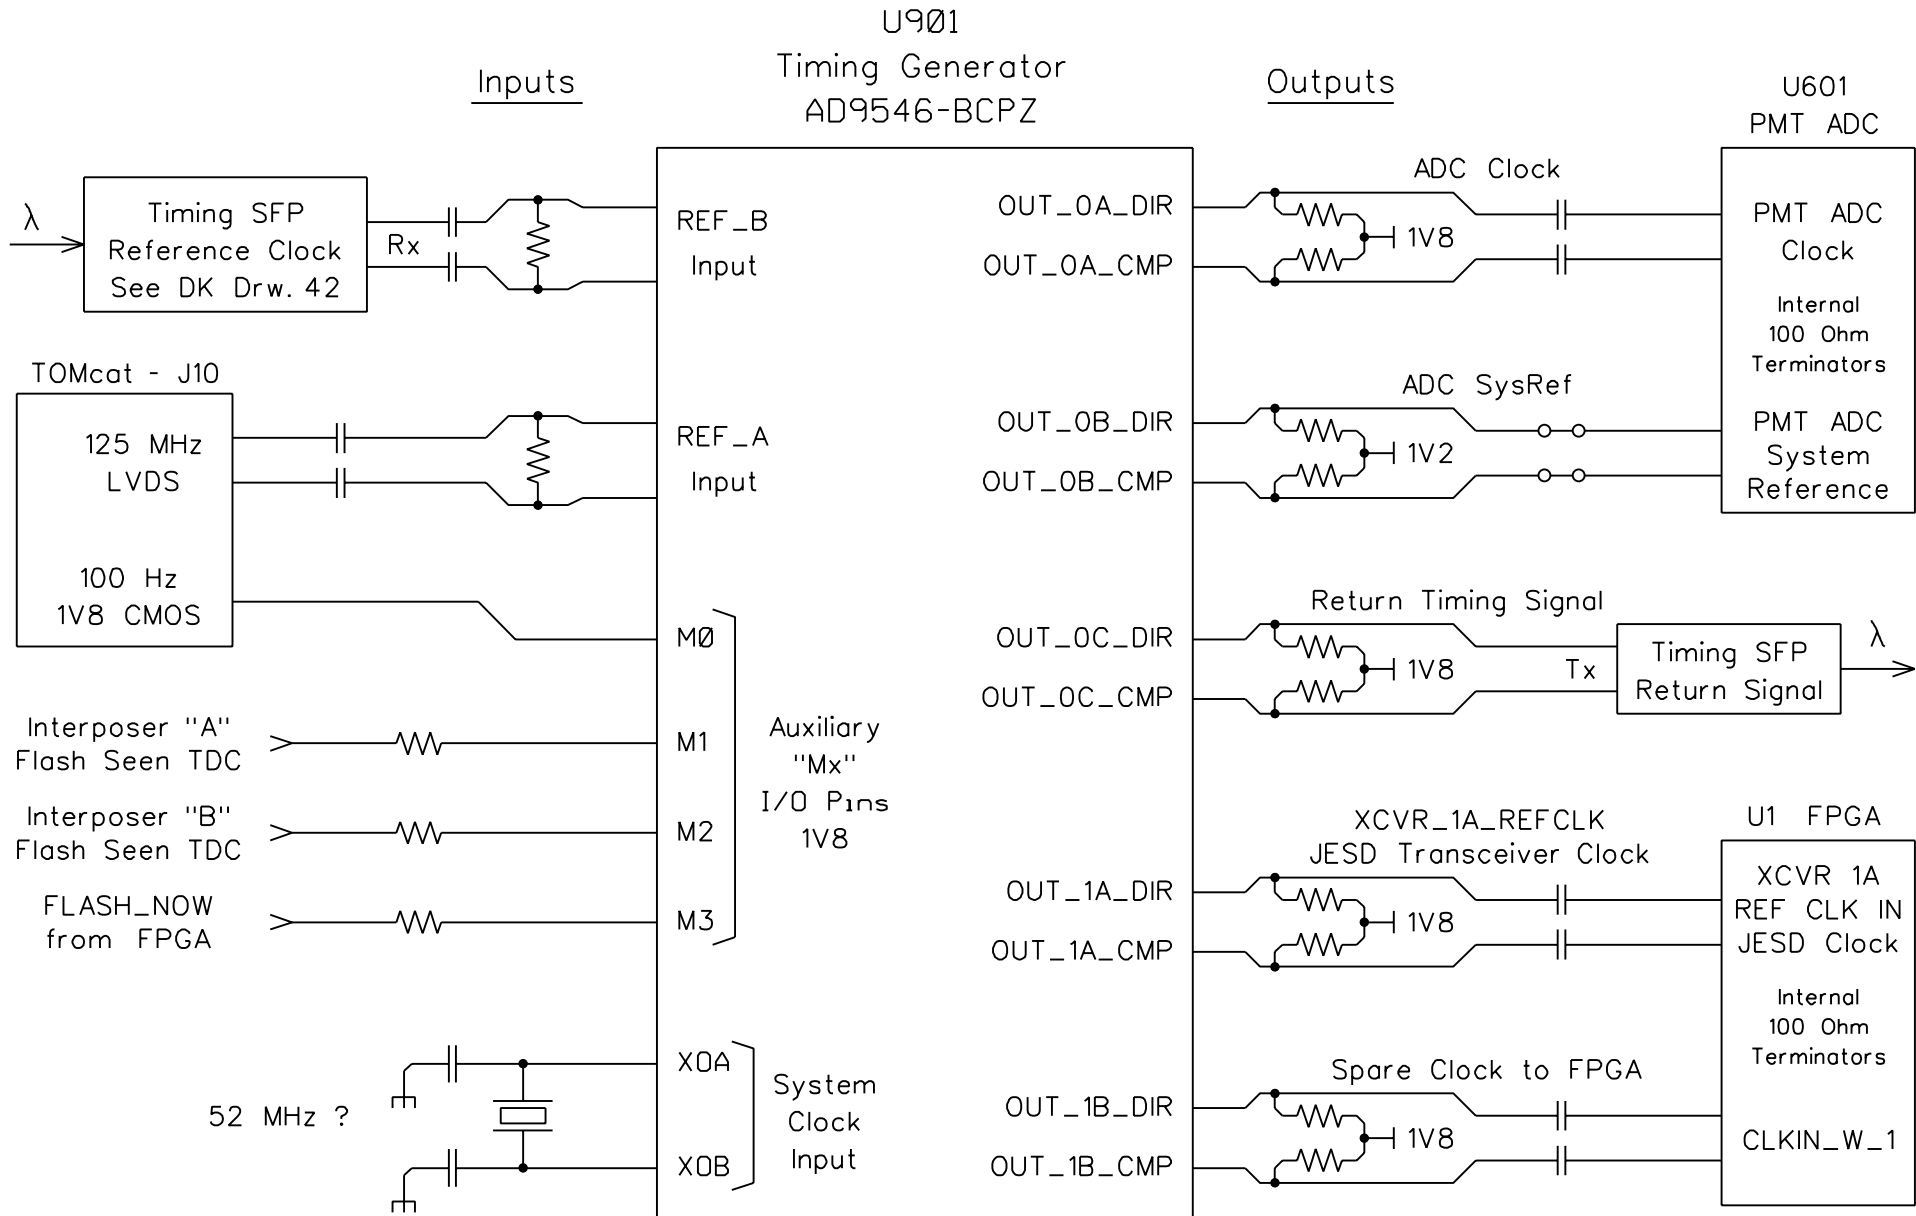 U9Ø1
Timing Generator
AD9546-BCPZ
Inputs
Outputs
λ
Timing SFP
Reference Clock
See DK Drw. 42
Rx
REF_B
Input
TOMcat - J10
125 MHz
LVDS
100 Hz
1V8 CMOS
REF_A
Input
MØ
Interposer "A"
Flash Seen TDC
M1
Interposer "B"
Flash Seen TDC
M2
FLASH_NOW
from FPGA
M3
Auxiliary
"Mx"
I/O Pins
1V8
52 MHz ?
XOA
XOB
System
Clock
Input
OUT_0A_DIR
OUT_0A_CMP
ADC Clock
1V8
U601
PMT ADC
PMT ADC
Clock
Internal
100 Ohm
Terminators
OUT_0B_DIR
OUT_0B_CMP
ADC SysRef
1V2
PMT ADC
System
Reference
OUT_0C_DIR
OUT_0C_CMP
Return Timing Signal
1V8
Tx
Timing SFP
Return Signal
λ
OUT_1A_DIR
OUT_1A_CMP
XCVR_1A_REFCLK
JESD Transceiver Clock
1V8
U1 FPGA
XCVR 1A
REF CLK IN
JESD Clock
Internal
100 Ohm
Terminators
OUT_1B_DIR
OUT_1B_CMP
Spare Clock to FPGA
1V8
CLKIN_W_1